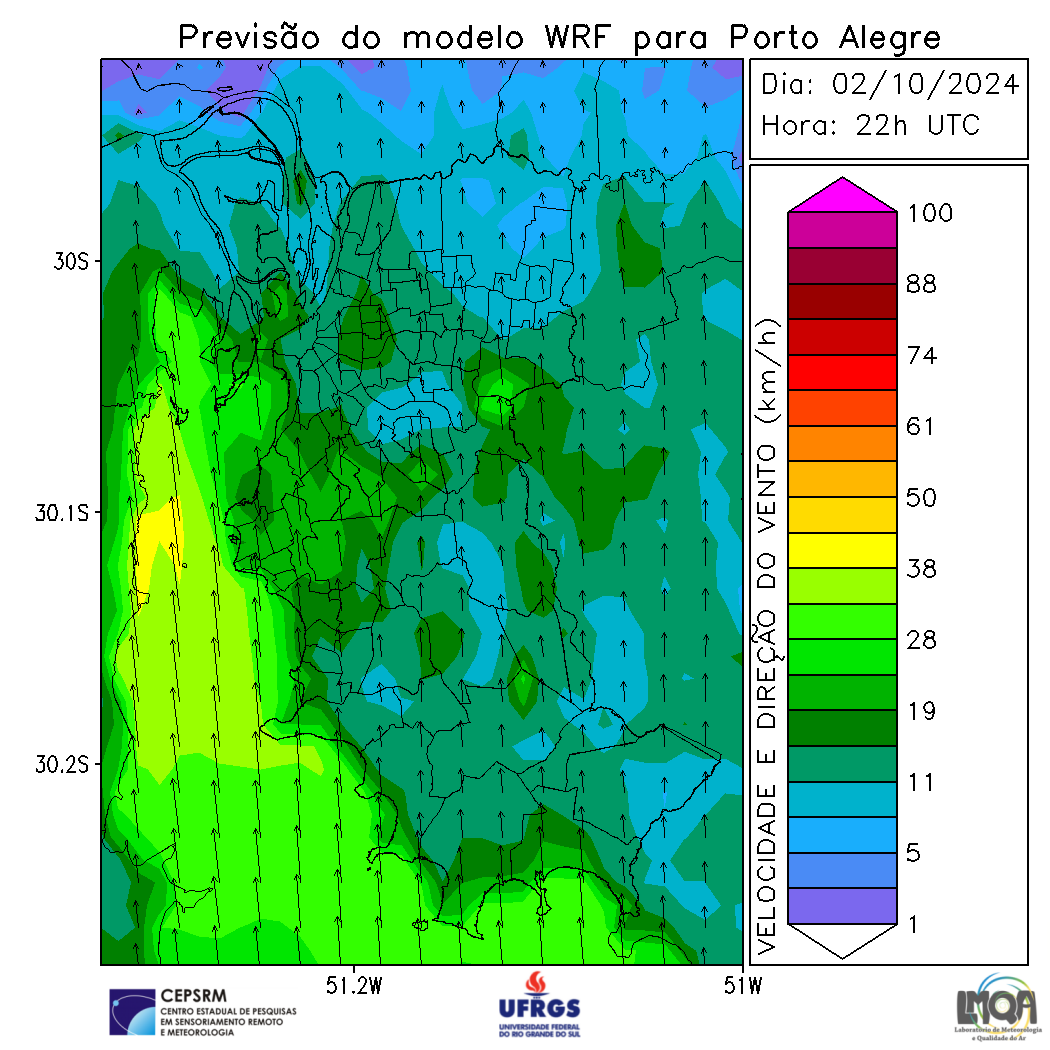 Previsão do modelo WRF para Porto Alegre
Dia: 02/10/2024
Hora: 22h UTC
30S
30.1S
30.2S
51.2W
51W
VELOCIDADE E DIREÇÃO DO VENTO (km/h)
100
88
74
61
50
38
28
19
11
5
1
CEPSRM
CENTRO ESTADUAL DE PESQUISAS
EM SENSORIAMENTO REMOTO
E METEOROLOGIA
UFRGS
UNIVERSIDADE FEDERAL
DO RIO GRANDE DO SUL
LMQA
Laboratório de Meteorologia
e Qualidade do Ar